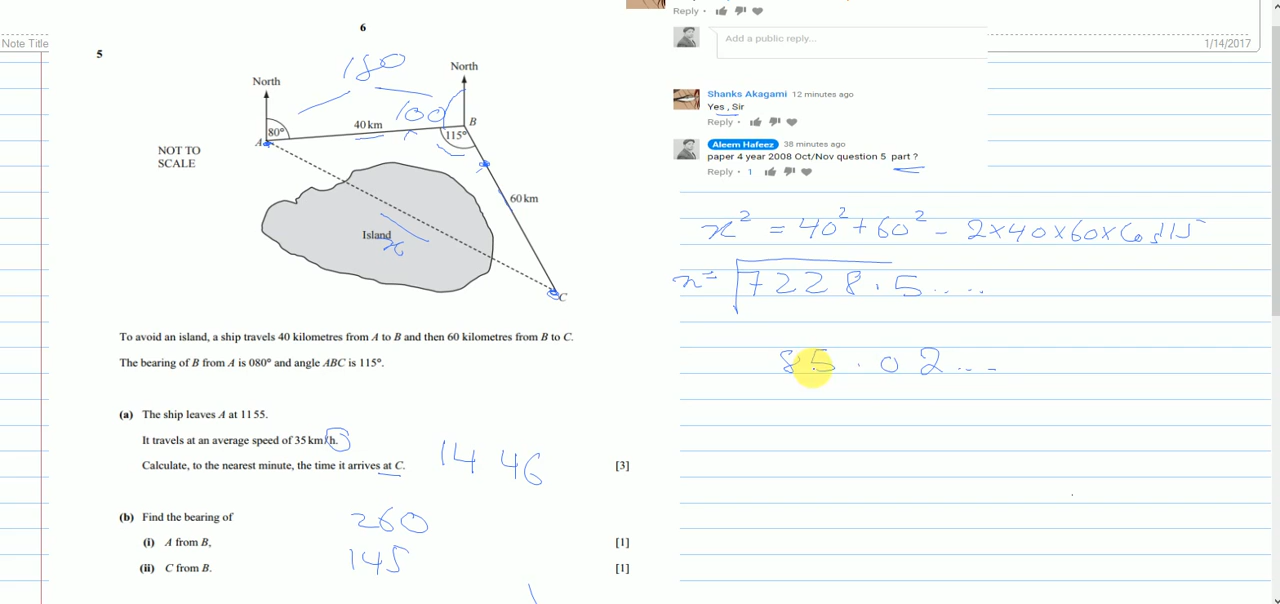 6
5
Note Title
180
North
North
80°
40 km
100
B
115°
A
NOT TO
SCALE
60 km
Island
x
C
To avoid an island, a ship travels 40 kilometres from A to B and then 60 kilometres from B to C.
The bearing of B from A is 080° and angle ABC is 115°.
(a) The ship leaves A at 1155.
It travels at an average speed of 35 km/h.
Calculate, to the nearest minute, the time it arrives at C.
14 46
[3]
(b) Find the bearing of
260
(i) A from B,
[1]
145
(ii) C from B.
[1]
Reply
Add a public reply...
1/14/2017
Shanks Akagami 12 minutes ago
Yes , Sir
Reply
Aleem Hafeez 38 minutes ago
paper 4 year 2008 Oct/Nov question 5 part ?
Reply 1
x² = 40² + 60² - 2×40×60×Cos115
x = √7228.5....
85.02...